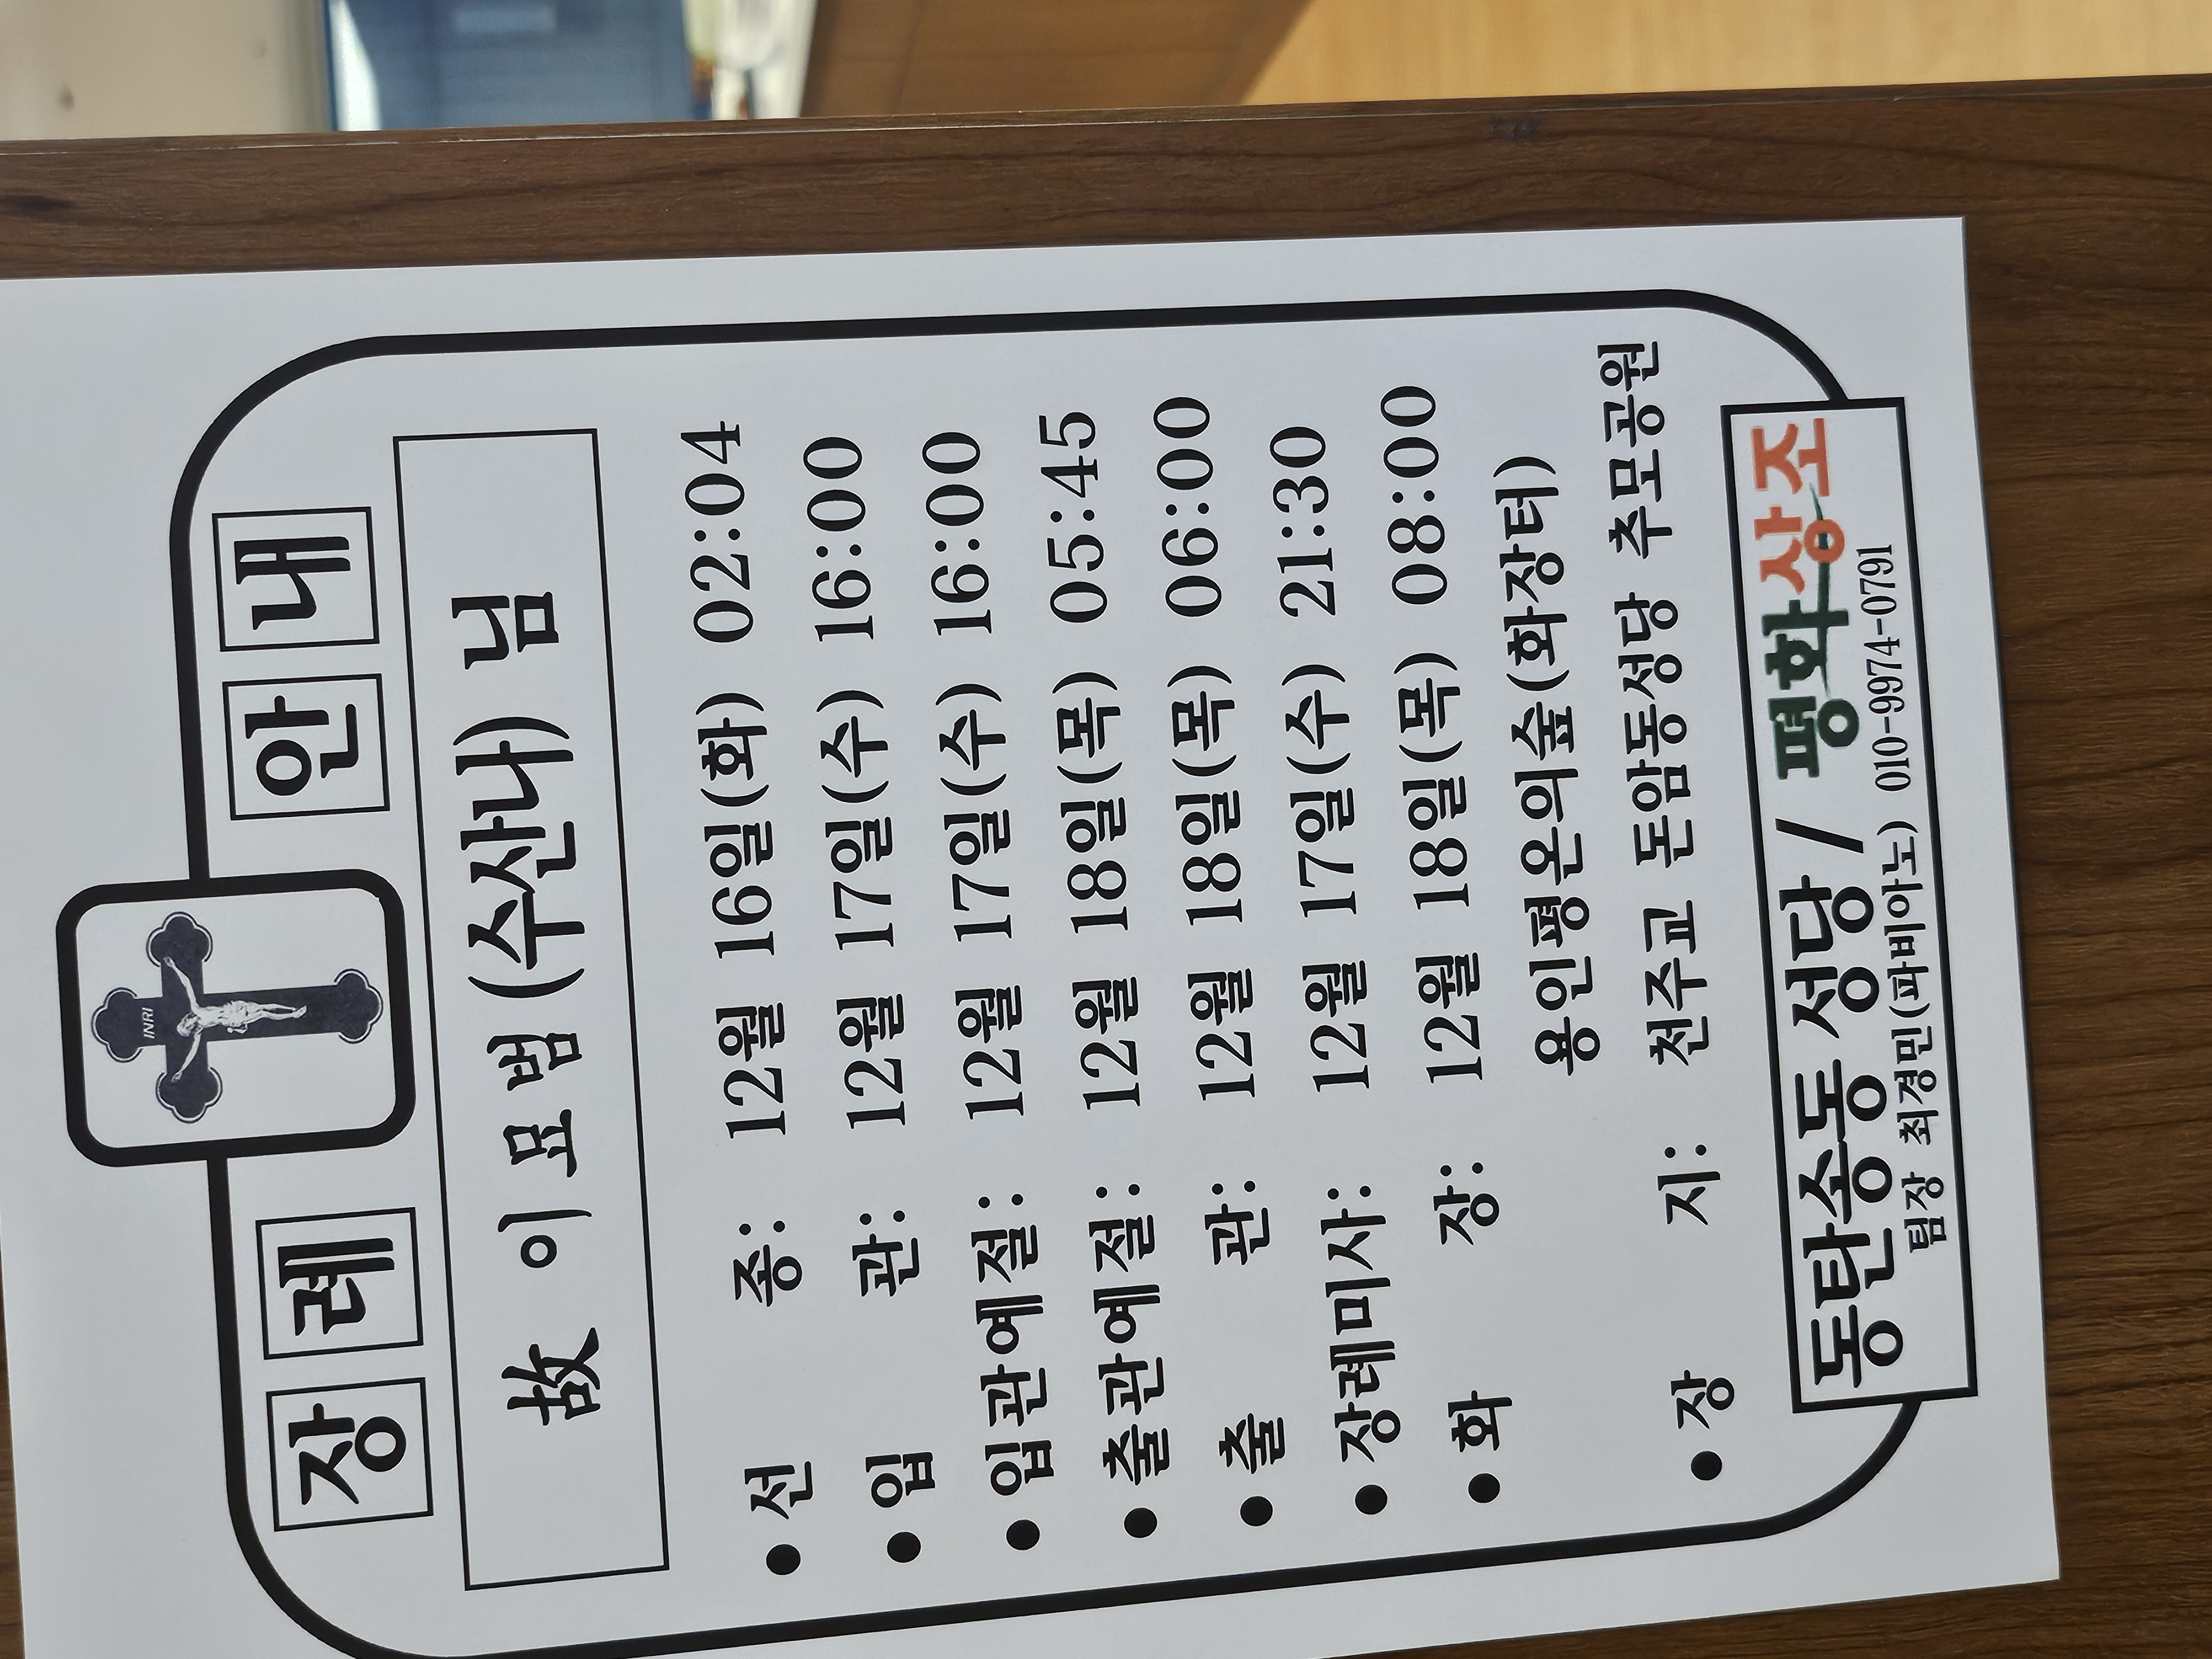 장례 안내
INRI
故 이묘범 (수산나) 님
● 선 종: 12월 16일(화) 02:04
● 입 관: 12월 17일(수) 16:00
● 입관예절: 12월 17일(수) 16:00
● 출관예절: 12월 18일(목) 05:45
● 출 관: 12월 18일(목) 06:00
● 장례미사: 12월 17일(수) 21:30
● 화 장: 12월 18일(목) 08:00
용인평온의숲(화장터)
● 장 지: 천주교 돈암동성당 추모공원
동탄송동 성당 / 평화상조
팀장 최경민(파비아노) 010-9974-0791